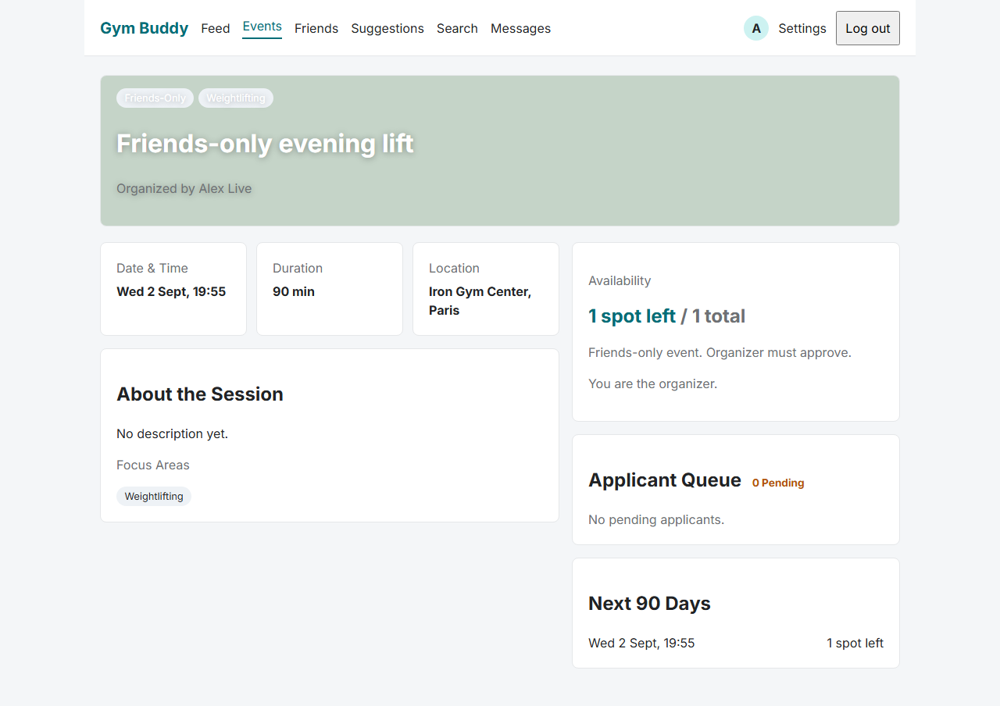 Gym Buddy Feed Events Friends Suggestions Search Messages A Settings Log out
Friends-Only Weightlifting
Friends-only evening lift
Organized by Alex Live
Date & Time
Wed 2 Sept, 19:55
Duration
90 min
Location
Iron Gym Center,
Paris
About the Session
No description yet.
Focus Areas
Weightlifting
Availability
1 spot left / 1 total
Friends-only event. Organizer must approve.
You are the organizer.
Applicant Queue 0 Pending
No pending applicants.
Next 90 Days
Wed 2 Sept, 19:55 1 spot left